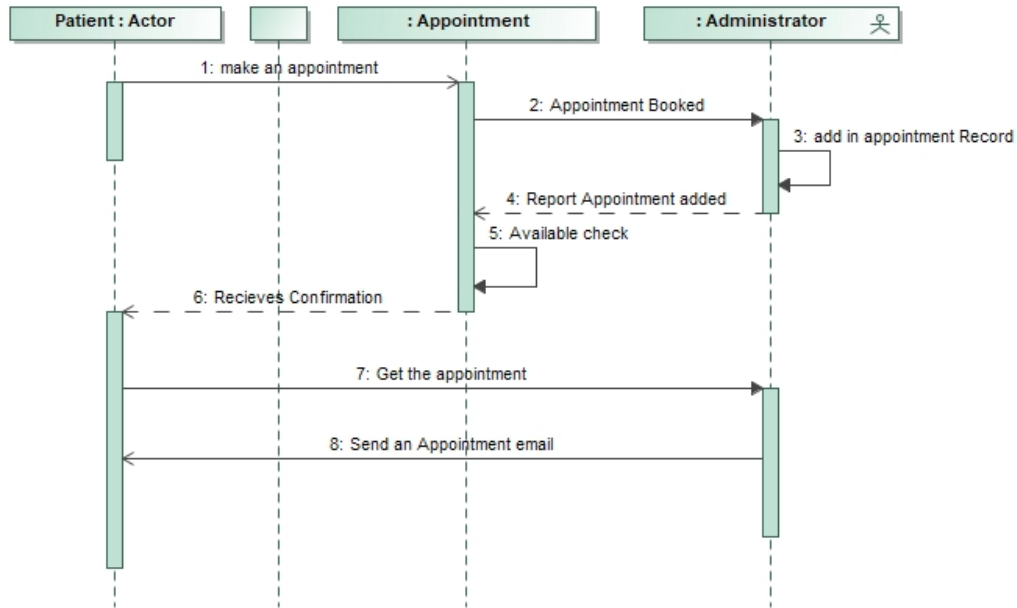 Patient : Actor
: Appointment
: Administrator
1: make an appointment
2: Appointment Booked
3: add in appointment Record
4: Report Appointment added
5: Available check
6: Recieves Confirmation
7: Get the appointment
8: Send an Appointment email